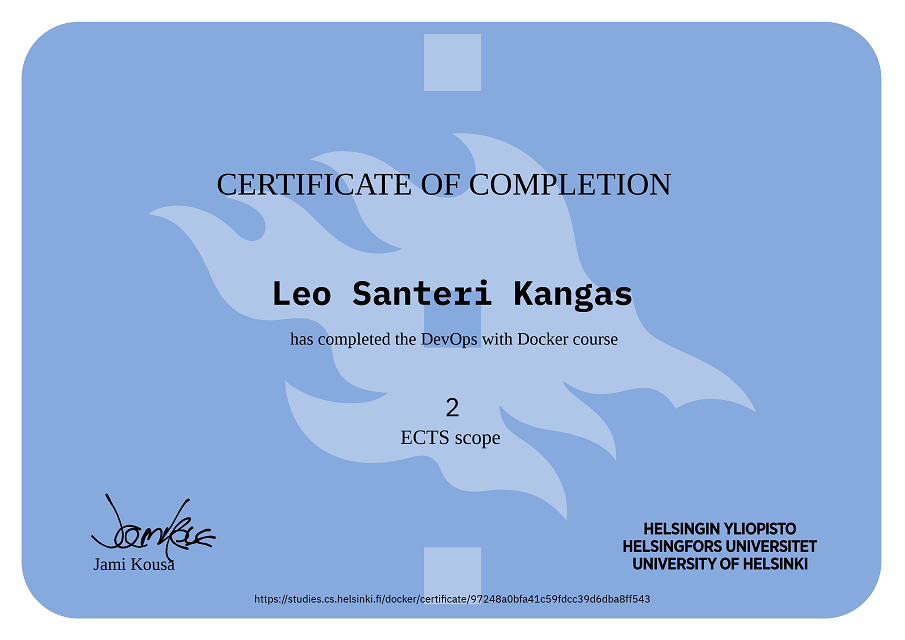 CERTIFICATE OF COMPLETION
Leo Santeri Kangas
has completed the DevOps with Docker course
2
ECTS scope
Jami Kousa
HELSINGIN YLIOPISTO
HELSINGFORS UNIVERSITET
UNIVERSITY OF HELSINKI
https://studies.cs.helsinki.fi/docker/certificate/97248a0bfa41c59fdcc39d6dba8ff543